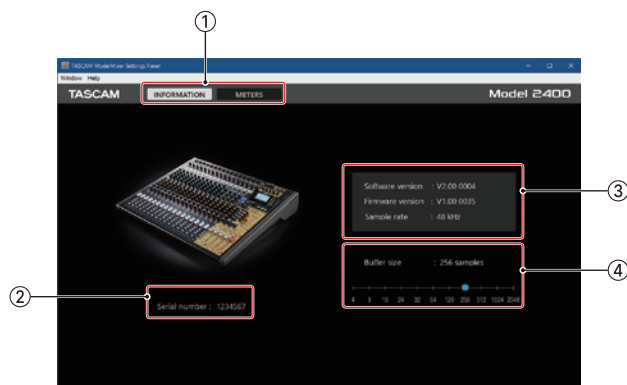 1
TASCAM Model Mixer Settings Panel
Window Help
TASCAM INFORMATION METERS Model 2400
Software version : V2.00 0004
Firmware version : V1.00 0035
Sample rate : 48 kHz
3
Buffer size : 256 samples
4
4 8 16 24 32 64 128 256 512 1024 2048
2
Serial number : 1234567